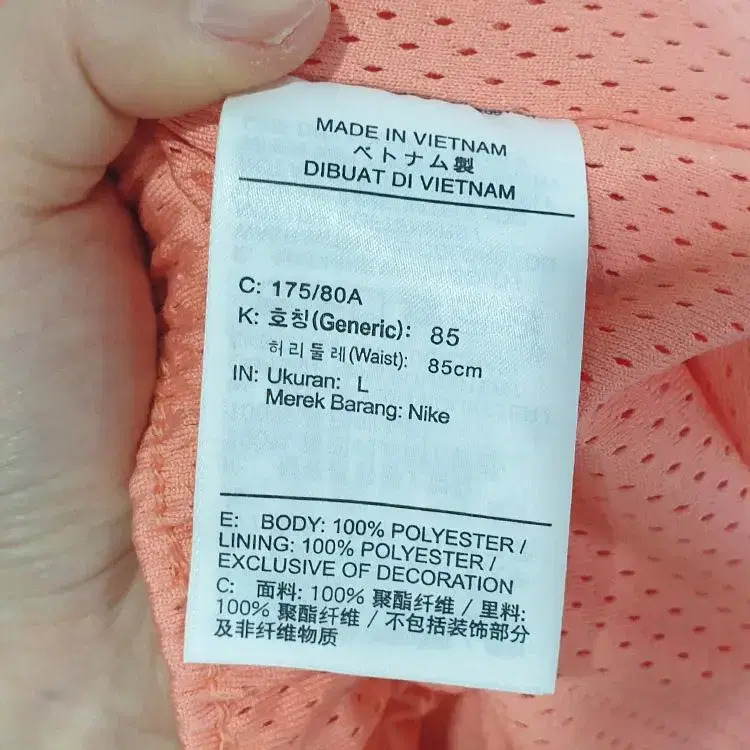 MADE IN VIETNAM
ベトナム製
DIBUAT DI VIETNAM
C: 175/80A
K: 호칭(Generic): 85
허리둘레(Waist): 85cm
IN: Ukuran: L
Merek Barang: Nike
E: BODY: 100% POLYESTER /
LINING: 100% POLYESTER /
EXCLUSIVE OF DECORATION
C: 面料: 100% 聚酯纤维 / 里料:
100% 聚酯纤维 / 不包括装饰部分
及非纤维物质